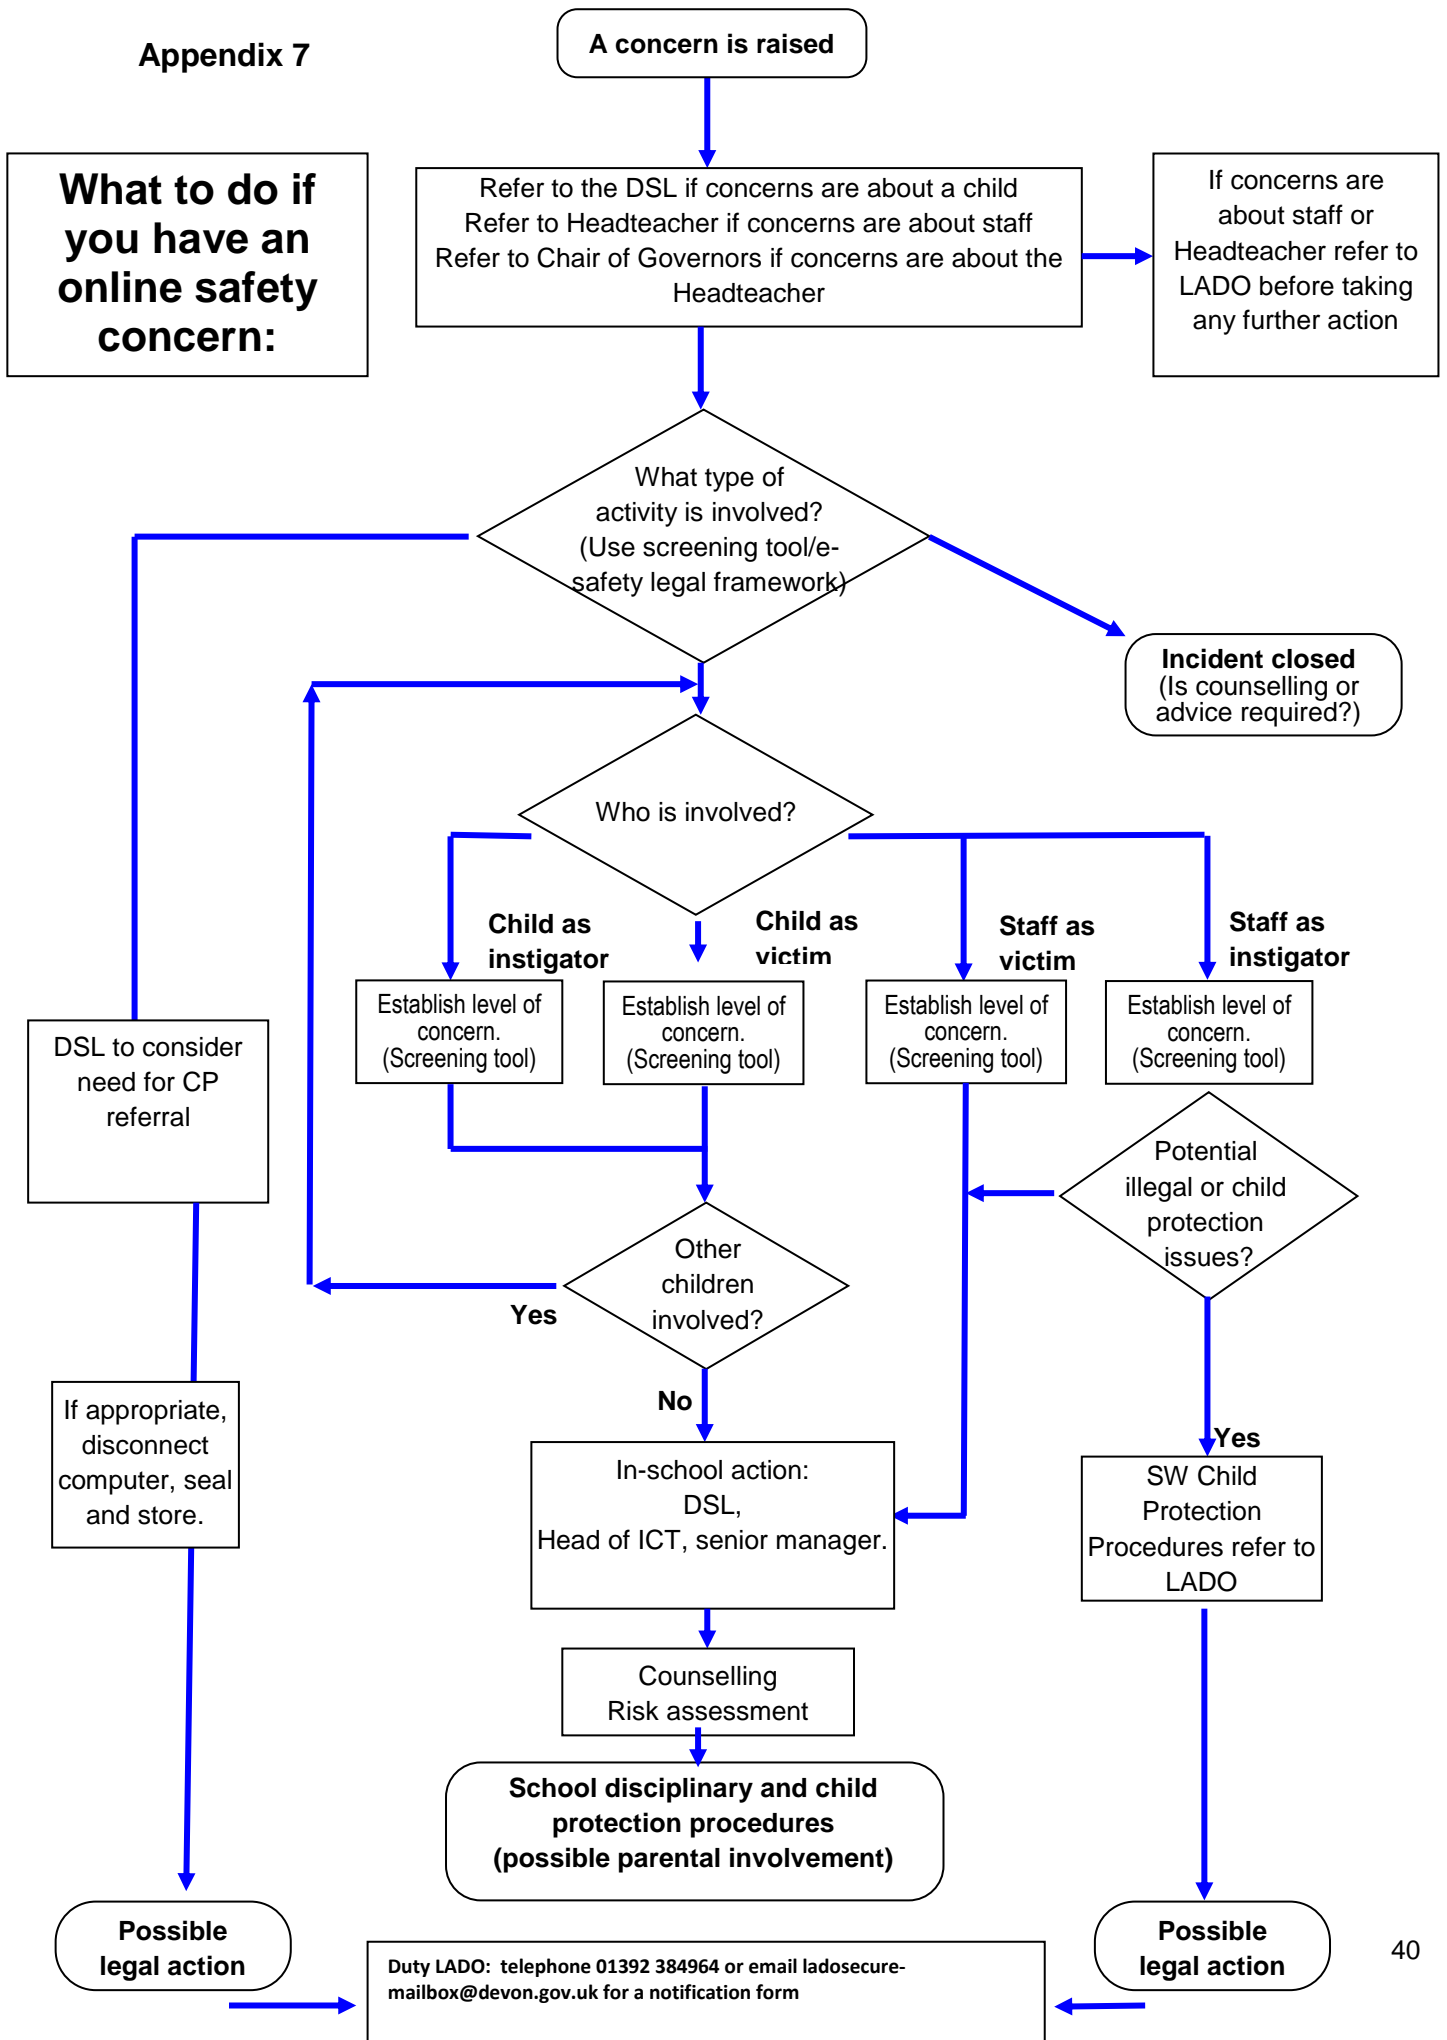 Appendix 7
A concern is raised
What to do if
you have an
online safety
concern:
Refer to the DSL if concerns are about a child
Refer to Headteacher if concerns are about staff
Refer to Chair of Governors if concerns are about the
Headteacher
If concerns are
about staff or
Headteacher refer to
LADO before taking
any further action
What type of
activity is involved?
(Use screening tool/e-
safety legal framework)
Incident closed
(Is counselling or
advice required?)
Who is involved?
Child as
instigator
Child as
victim
Staff as
victim
Staff as
instigator
Establish level of
concern.
(Screening tool)
Establish level of
concern.
(Screening tool)
Establish level of
concern.
(Screening tool)
Establish level of
concern.
(Screening tool)
DSL to consider
need for CP
referral
Potential
illegal or child
protection
issues?
Other
children
involved?
Yes
No
If appropriate,
disconnect
computer, seal
and store.
In-school action:
DSL,
Head of ICT, senior manager.
Yes
SW Child
Protection
Procedures refer to
LADO
Counselling
Risk assessment
School disciplinary and child
protection procedures
(possible parental involvement)
Possible
legal action
Possible
legal action
Duty LADO: telephone 01392 384964 or email ladosecure-
mailbox@devon.gov.uk for a notification form
40